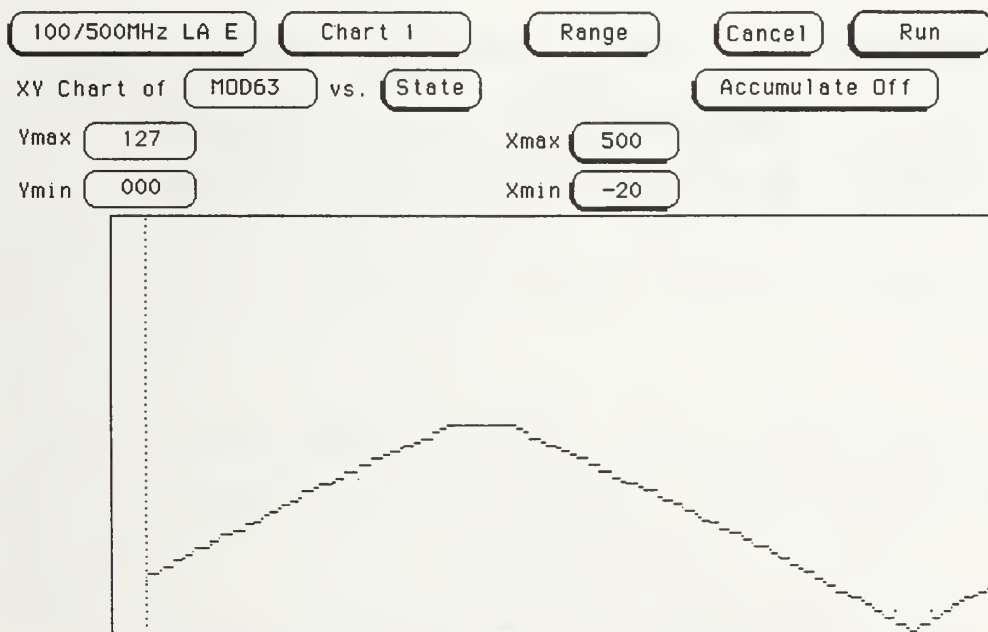 100/500MHz LA E Chart 1 Range Cancel Run
XY Chart of MOD63 vs. State Accumulate Off
Ymax 127 Xmax 500
Ymin 000 Xmin -20